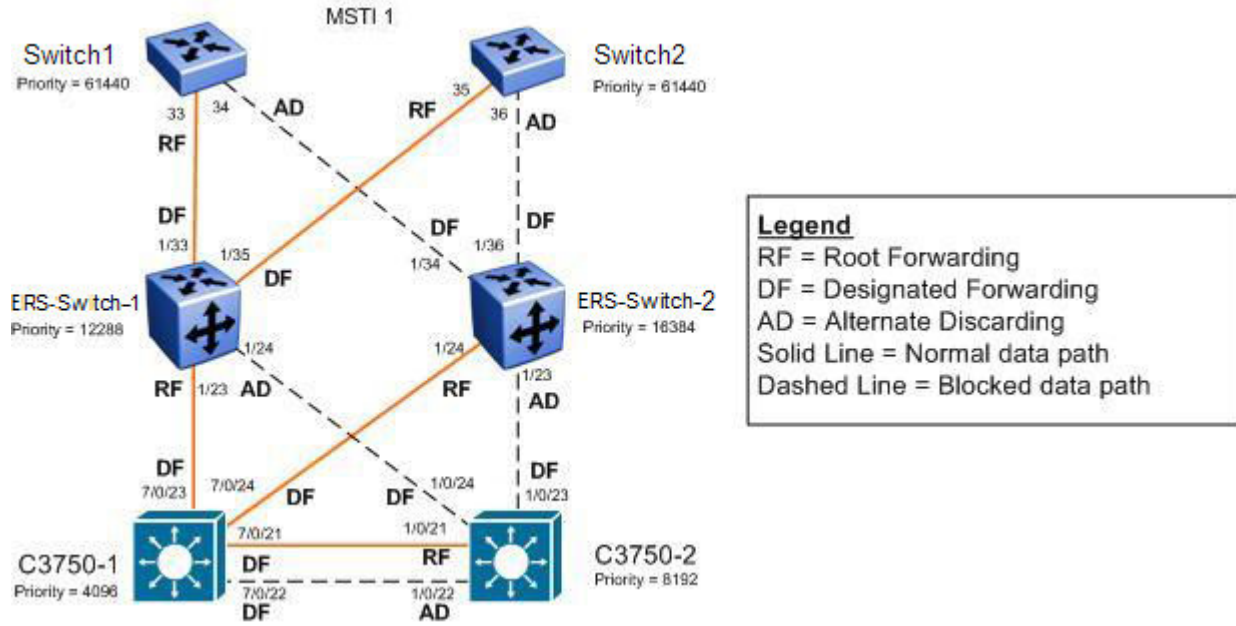 MSTI 1
Switch1
Priority = 61440
Switch2
Priority = 61440
33
34
AD
RF
35
RF
36
AD
DF
1/33
1/35
DF
DF
1/34
1/36
DF
ERS-Switch-1
Priority = 12288
ERS-Switch-2
Priority = 16384
1/24
RF
1/23
AD
1/24
RF
1/23
AD
DF
7/0/23
7/0/24
DF
DF
1/0/24
DF
1/0/23
C3750-1
Priority = 4096
7/0/21
DF
7/0/22
DF
1/0/21
RF
1/0/22
AD
C3750-2
Priority = 8192
Legend
RF = Root Forwarding
DF = Designated Forwarding
AD = Alternate Discarding
Solid Line = Normal data path
Dashed Line = Blocked data path